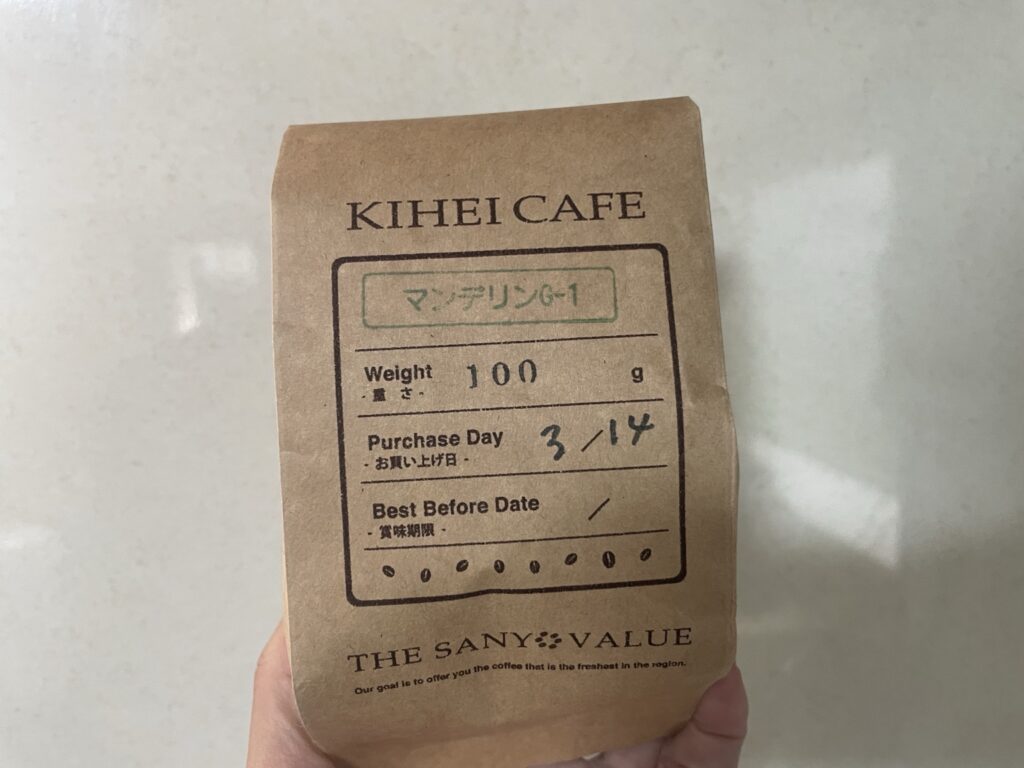 KIHEI CAFE
マンデリンG-1
Weight 100 g
- 重さ -
Purchase Day 3/14
- お買い上げ日 -
Best Before Date /
- 賞味期限 -
THE SANY VALUE
Our goal is to offer you the coffee that is the freshest in the region.